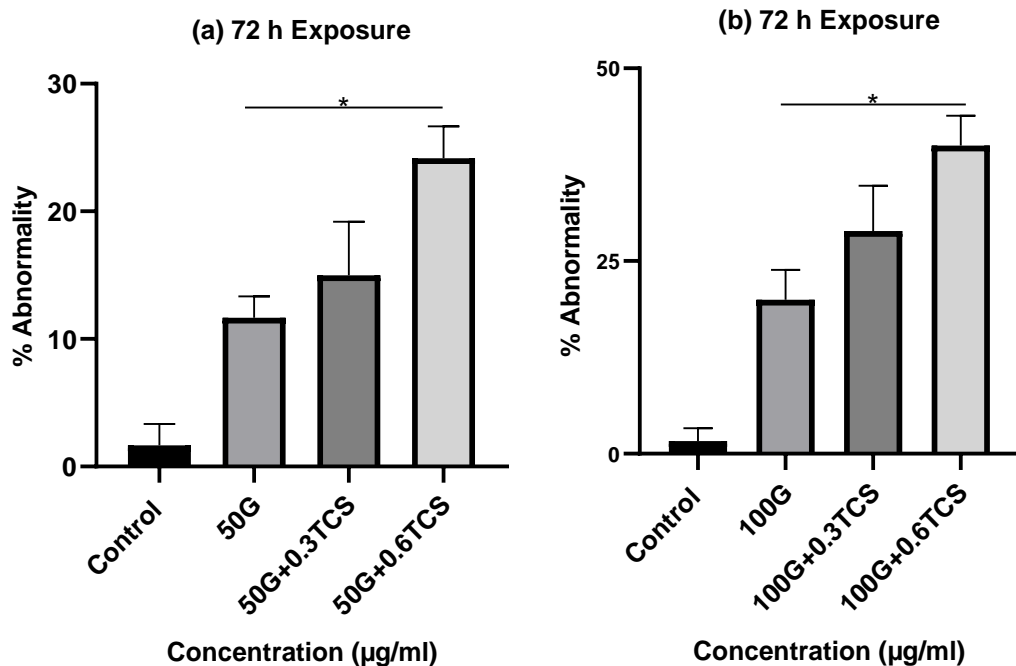 (a) 72 h Exposure
% Abnormality
30
20
10
0
*
Control
50G
50G+0.3TCS
50G+0.6TCS
Concentration (µg/ml)
(b) 72 h Exposure
% Abnormality
50
25
0
*
Control
100G
100G+0.3TCS
100G+0.6TCS
Concentration (µg/ml)